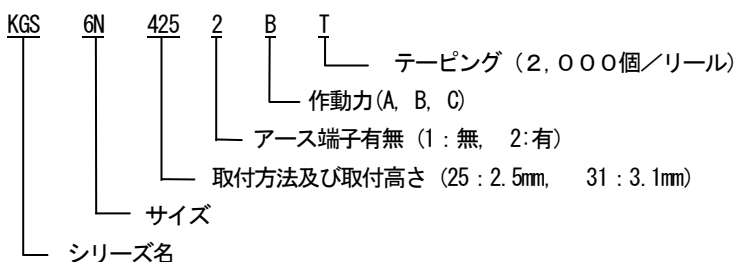 KGS 6N 425 2 B T
テーピング (2,000個/リール)
作動力(A, B, C)
アース端子有無 (1:無, 2:有)
取付方法及び取付高さ (25:2.5mm, 31:3.1mm)
サイズ
シリーズ名